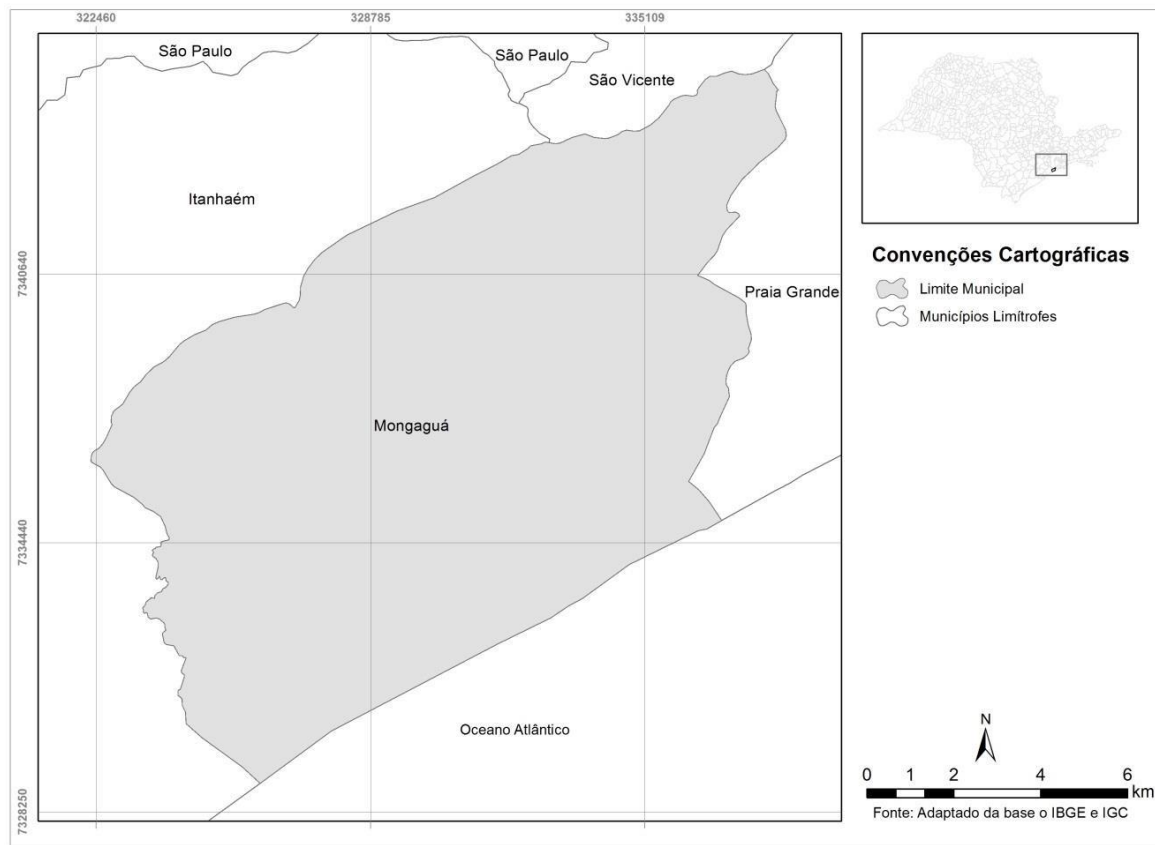 322460
328785
335109
São Paulo
São Paulo
São Vicente
Itanhaém
7340640
Praia Grande
Mongaguá
7334440
Oceano Atlântico
7328250
Convenções Cartográficas
Limite Municipal
Municípios Limítrofes
N
0 1 2 4 6
km
Fonte: Adaptado da base o IBGE e IGC